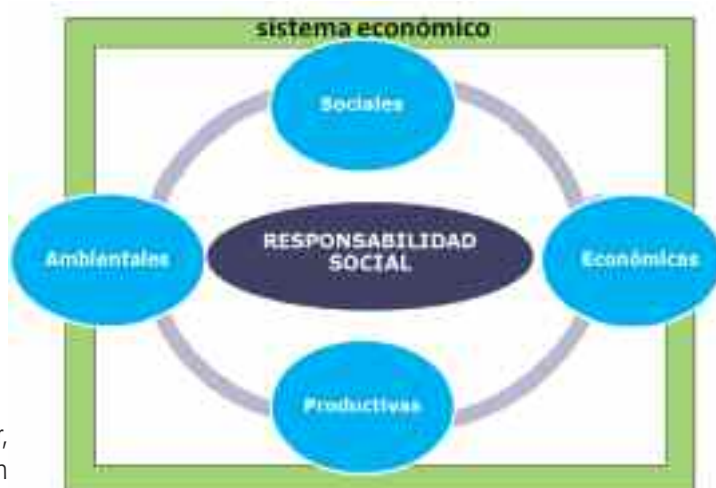 sistema económico
Sociales
Ambientales
RESPONSABILIDAD
SOCIAL
Económicas
Productivas